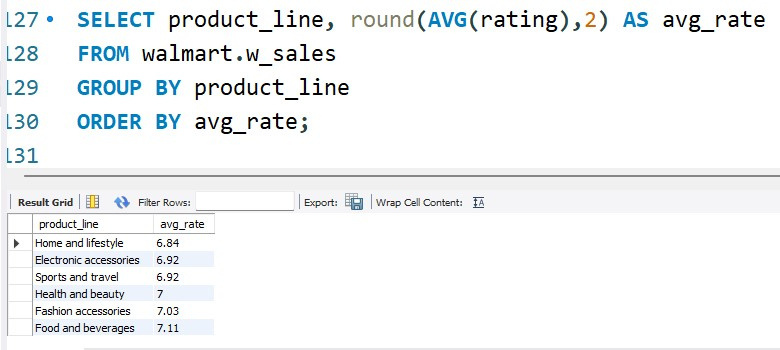 127 SELECT product_line, round(AVG(rating),2) AS avg_rate
128 FROM walmart.w_sales
129 GROUP BY product_line
130 ORDER BY avg_rate;
131
Result Grid Filter Rows: Export: Wrap Cell Content: IA
product_line avg_rate
Home and lifestyle 6.84
Electronic accessories 6.92
Sports and travel 6.92
Health and beauty 7
Fashion accessories 7.03
Food and beverages 7.11